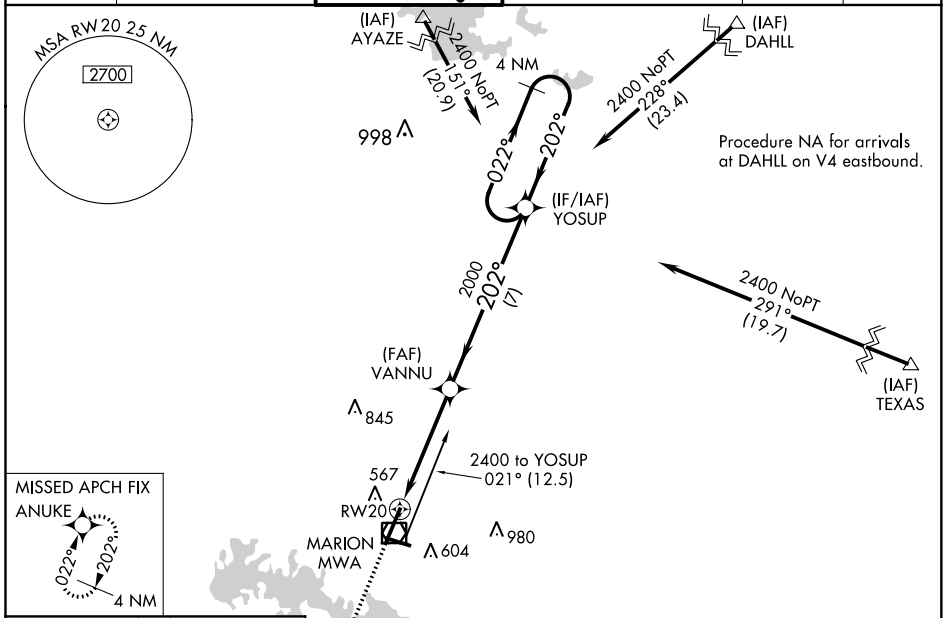 MSA RW20 25 NM
2700
(IAF)
AYAZE
2400 NoPT
151°
(20.9)
4 NM
022°
202°
(IAF)
DAHLL
2400 NoPT
228°
(23.4)
Procedure NA for arrivals
at DAHLL on V4 eastbound.
998
(IF/IAF)
YOSUP
2000
202°
(7)
2400 NoPT
291°
(19.7)
(IAF)
TEXAS
(FAF)
VANNU
845
2400 to YOSUP
021° (12.5)
567
RW20
MARION
MWA
604
980
MISSED APCH FIX
ANUKE
022°
202°
4 NM